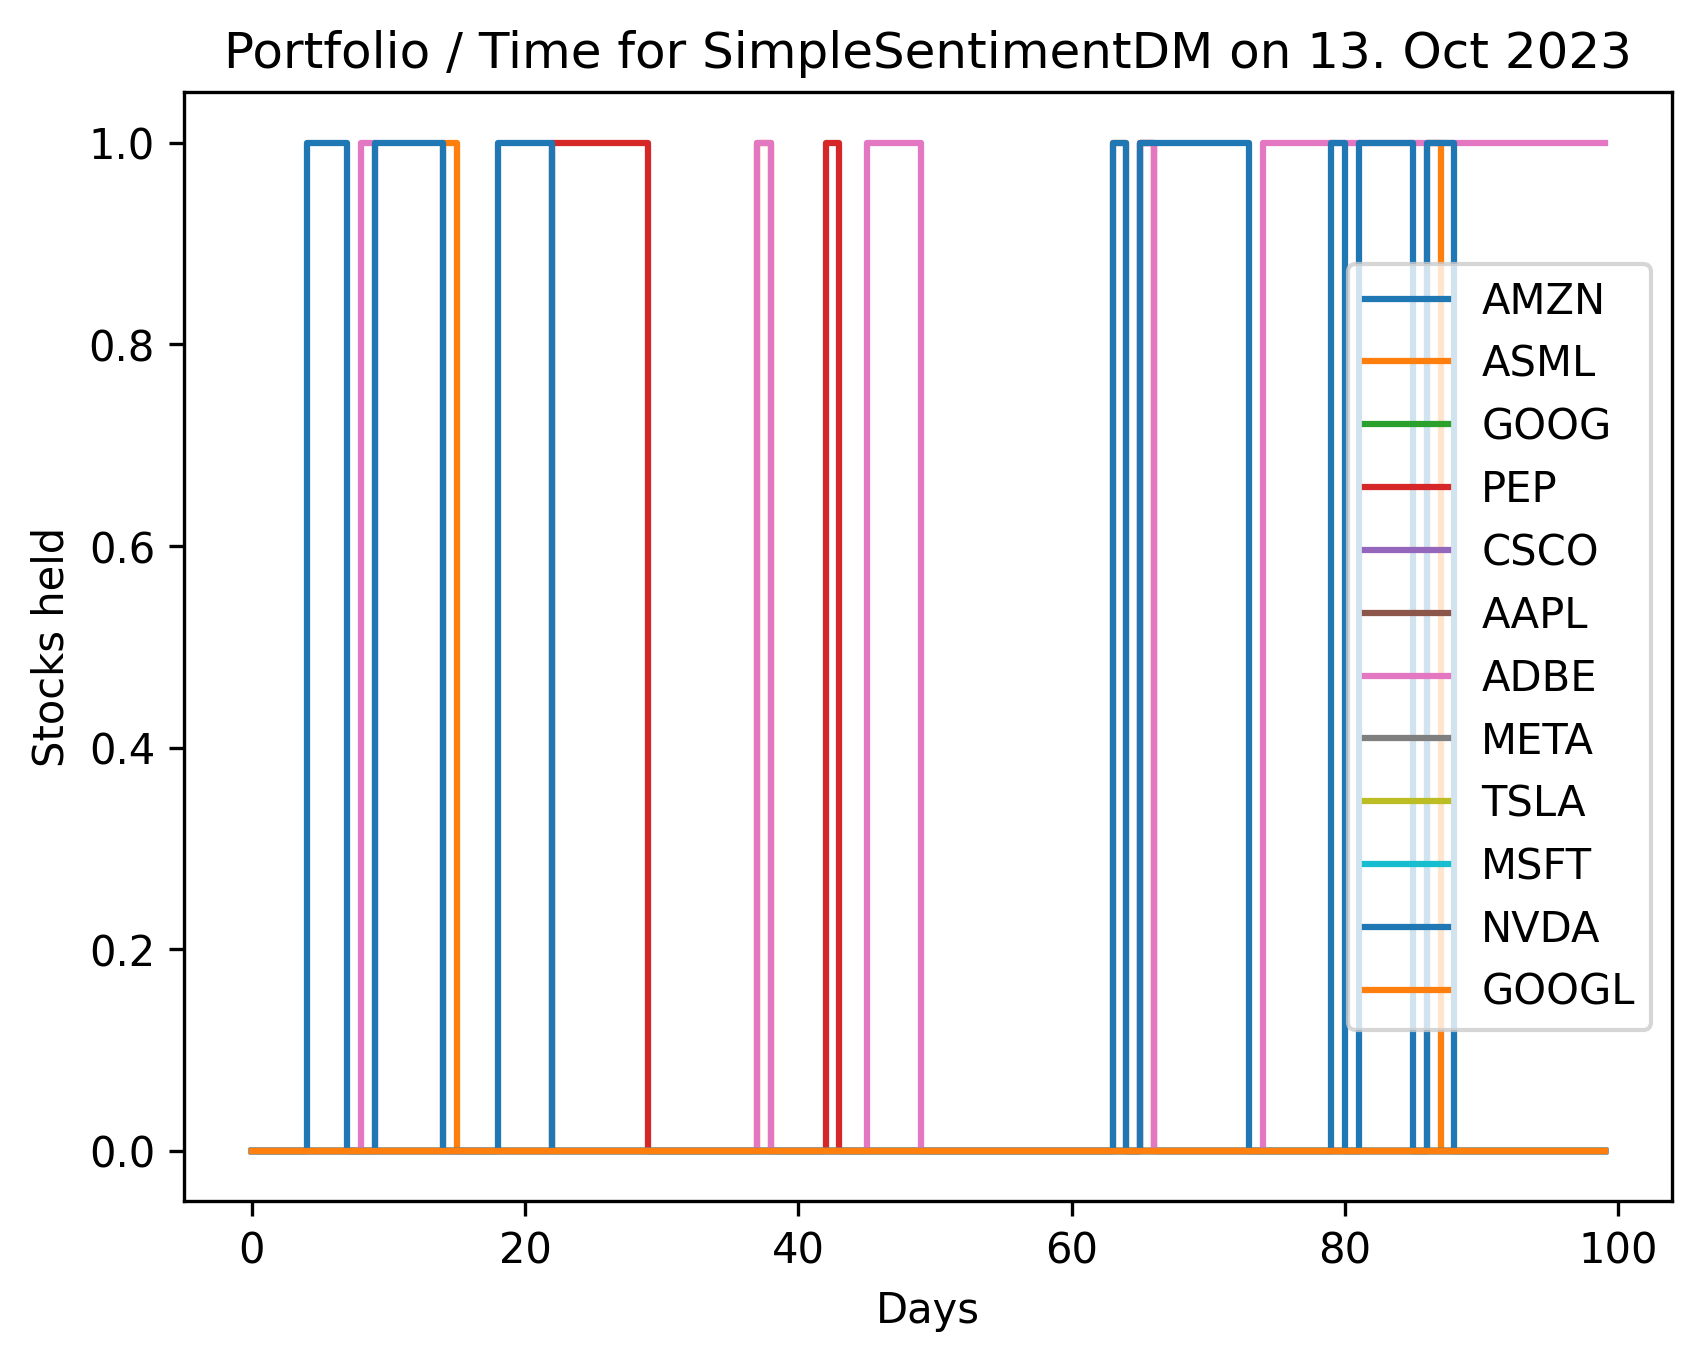 Portfolio / Time for SimpleSentimentDM on 13. Oct 2023
1.0
0.8
0.6
0.4
0.2
0.0
Stocks held
AMZN
ASML
GOOG
PEP
CSCO
AAPL
ADBE
META
TSLA
MSFT
NVDA
GOOGL
0 20 40 60 80 100
Days